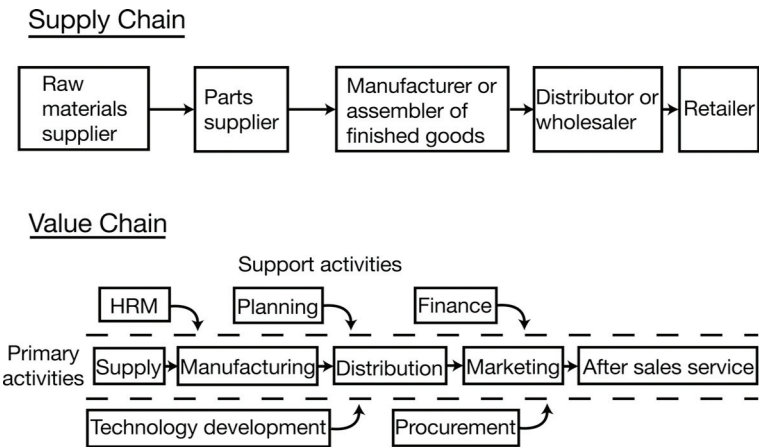 Supply Chain
Raw
materials
supplier
Parts
supplier
Manufacturer or
assembler of
finished goods
Distributor or
wholesaler
Retailer
Value Chain
Support activities
HRM
Planning
Finance
Primary
activities
Supply
Manufacturing
Distribution
Marketing
After sales service
Technology development
Procurement